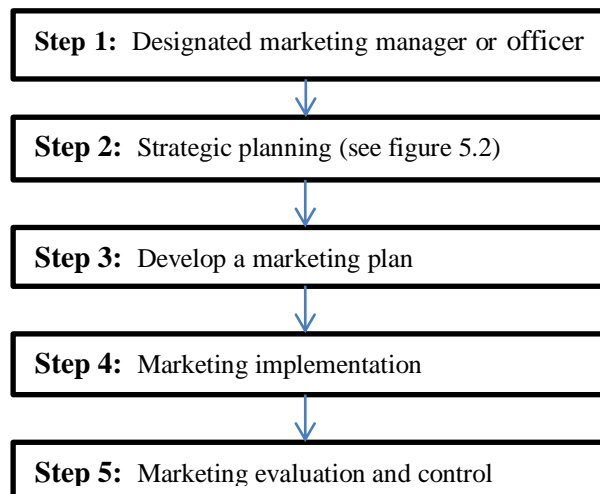 Step 1: Designated marketing manager or officer
Step 2: Strategic planning (see figure 5.2)
Step 3: Develop a marketing plan
Step 4: Marketing implementation
Step 5: Marketing evaluation and control